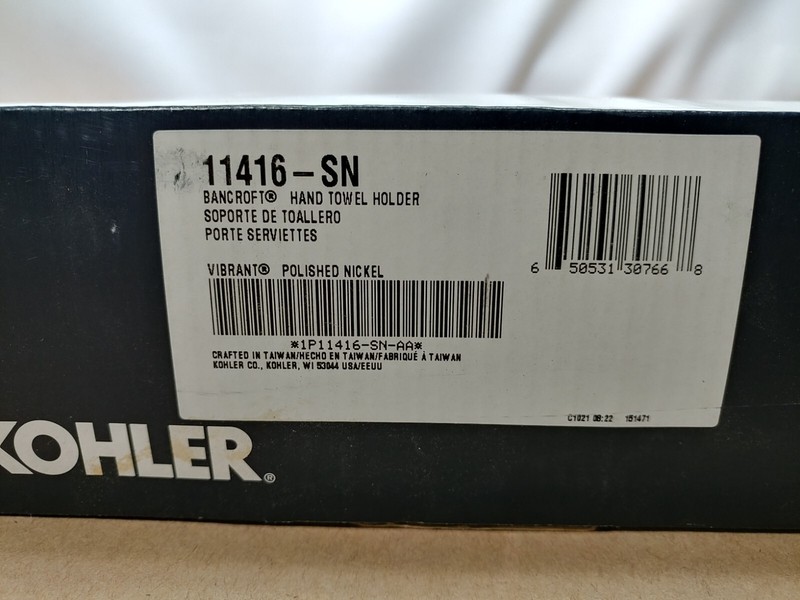 11416-SN
BANCROFT® HAND TOWEL HOLDER
SOPORTE DE TOALLERO
PORTE SERVIETTES
VIBRANT® POLISHED NICKEL
*1P11416-SN-AA*
CRAFTED IN TAIWAN/HECHO EN TAIWAN/FABRIQUÉ À TAIWAN
KOHLER CO., KOHLER, WI 53044 USA/EEUU
6 50531 30766 8
C1021 08:22 151471
KOHLER®